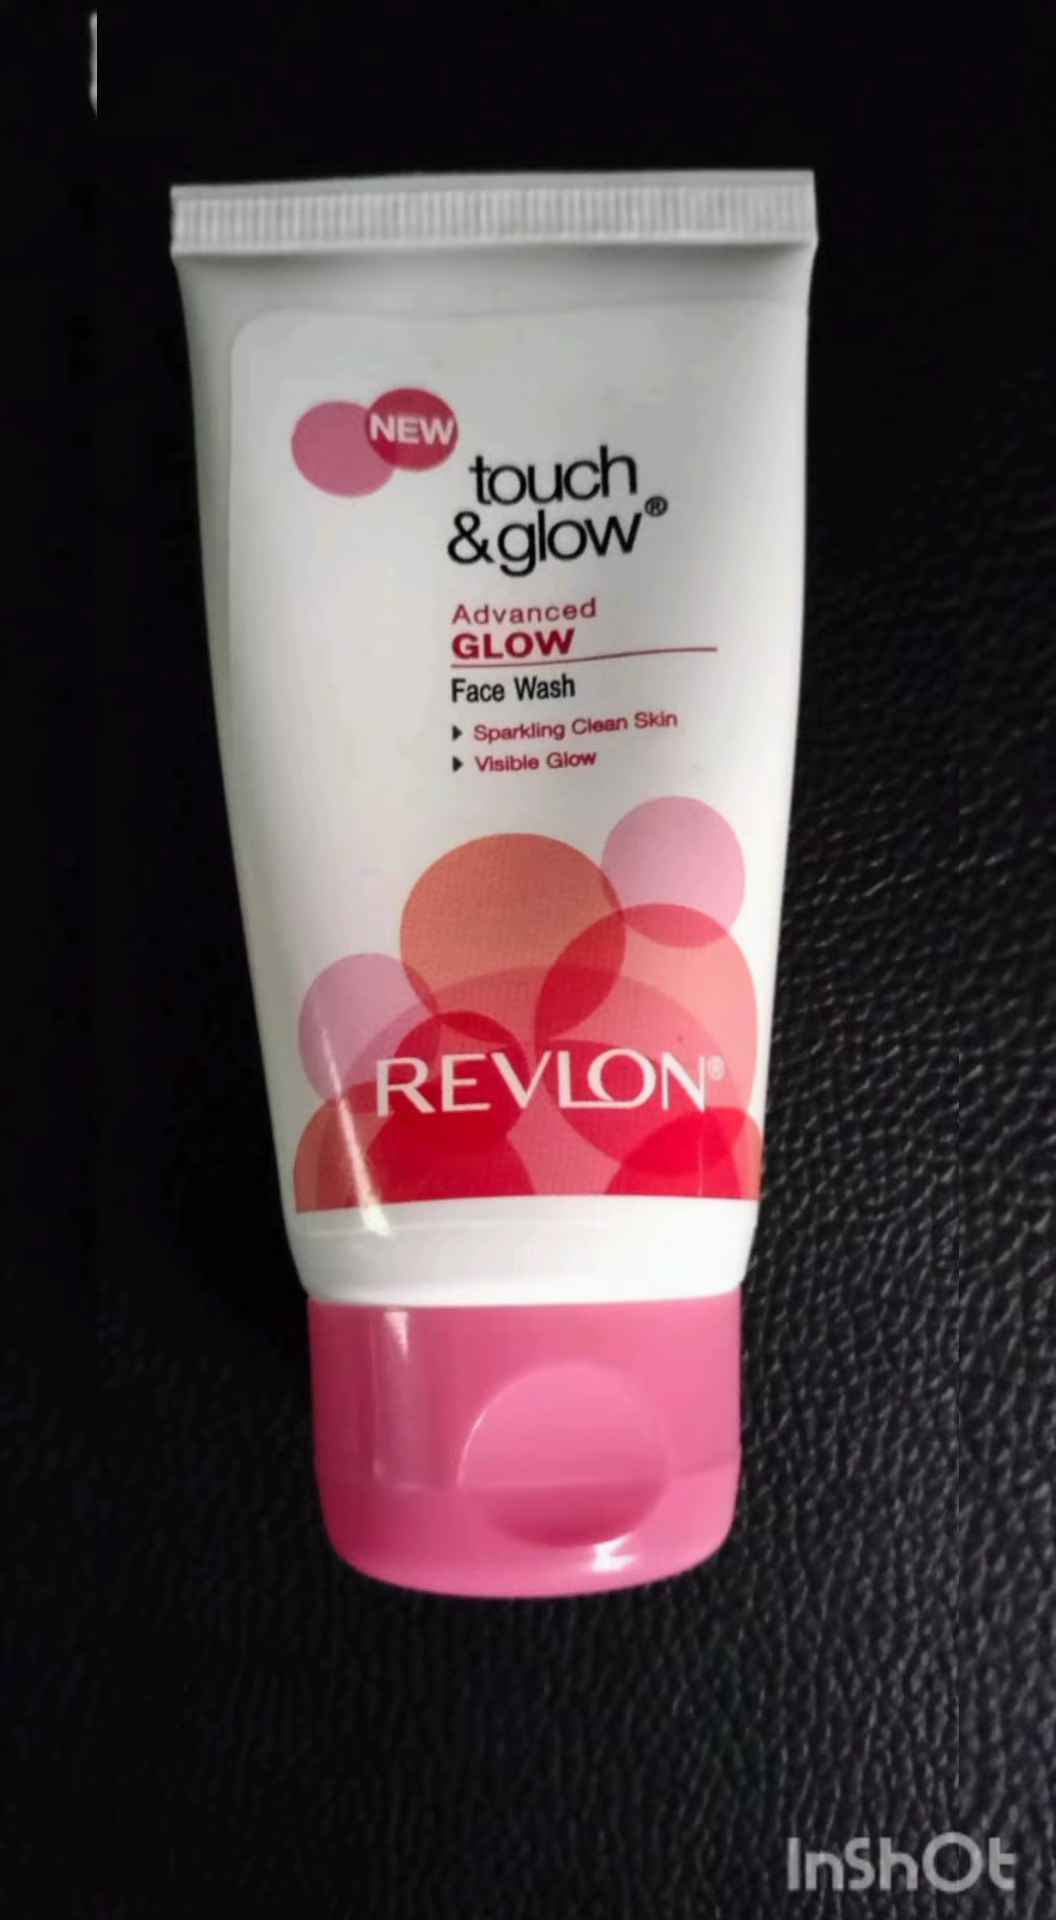 NEW
touch
&glow®
Advanced
GLOW
Face Wash
Sparkling Clean Skin
Visible Glow
REVLON®
InShOt